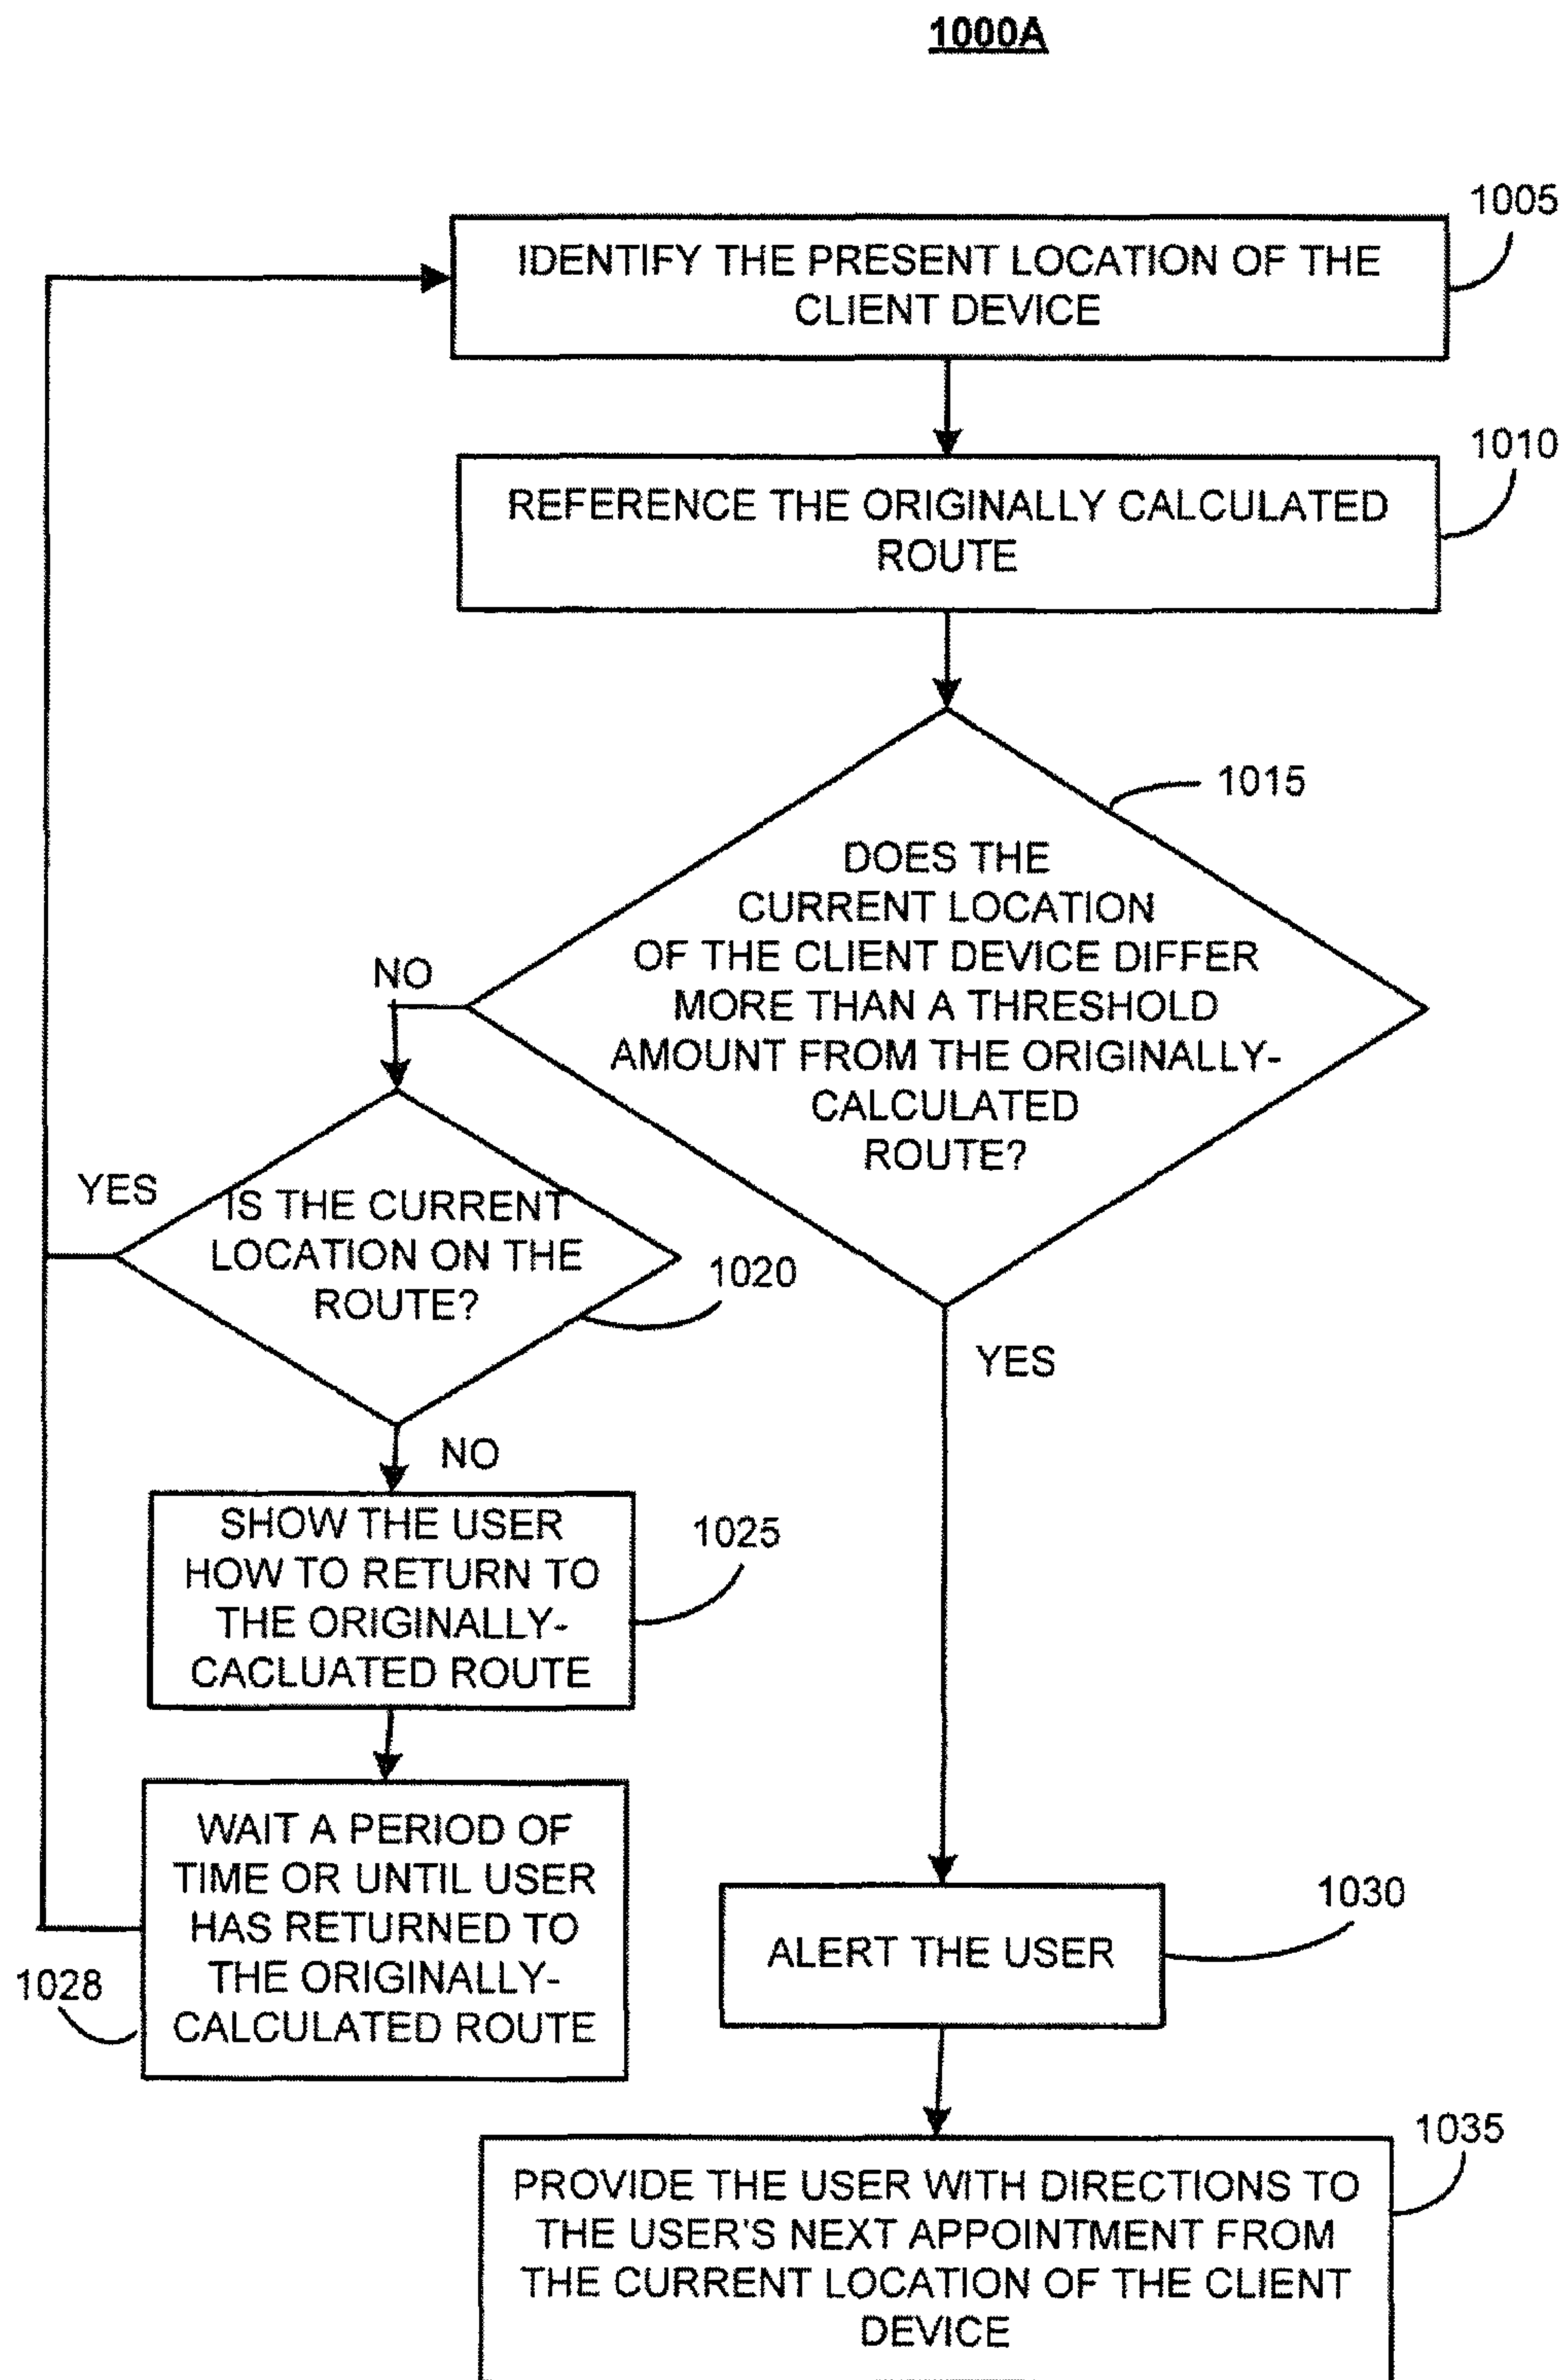 1000A
1005
IDENTIFY THE PRESENT LOCATION OF THE
CLIENT DEVICE
1010
REFERENCE THE ORIGINALLY CALCULATED
ROUTE
1015
DOES THE
CURRENT LOCATION
OF THE CLIENT DEVICE DIFFER
MORE THAN A THRESHOLD
AMOUNT FROM THE ORIGINALLY-
CALCULATED
ROUTE?
NO
YES
IS THE CURRENT
LOCATION ON THE
ROUTE?
1020
YES
NO
SHOW THE USER
HOW TO RETURN TO
THE ORIGINALLY-
CACLUATED ROUTE
1025
WAIT A PERIOD OF
TIME OR UNTIL USER
HAS RETURNED TO
THE ORIGINALLY-
CALCULATED ROUTE
1028
1030
ALERT THE USER
1035
PROVIDE THE USER WITH DIRECTIONS TO
THE USER'S NEXT APPOINTMENT FROM
THE CURRENT LOCATION OF THE CLIENT
DEVICE